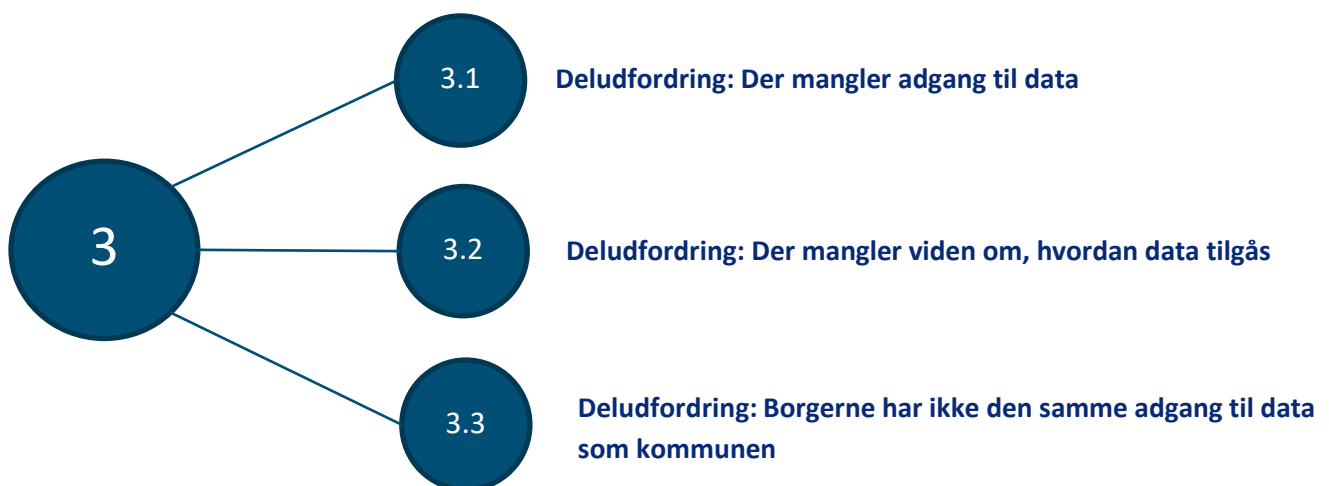 3.1
Deludfordring: Der mangler adgang til data
3
3.2
Deludfordring: Der mangler viden om, hvordan data tilgås
3.3
Deludfordring: Borgerne har ikke den samme adgang til data
som kommunen